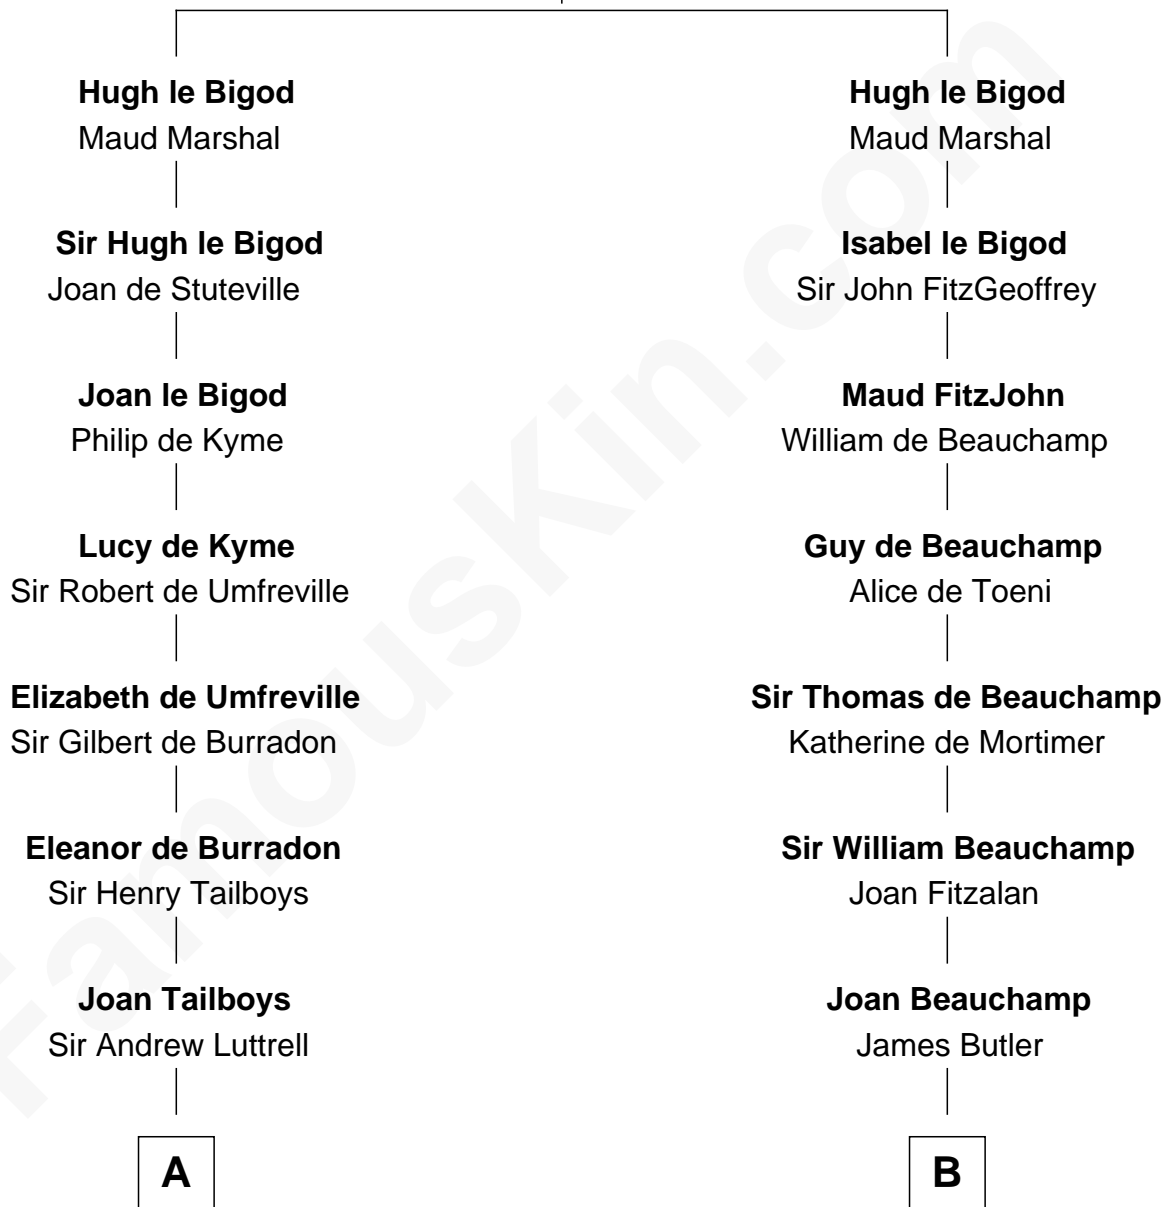 Hugh le Bigod
Maud Marshal
Sir Hugh le Bigod
Joan de Stuteville
Joan le Bigod
Philip de Kyme
Lucy de Kyme
Sir Robert de Umfreville
Elizabeth de Umfreville
Sir Gilbert de Burradon
Eleanor de Burradon
Sir Henry Tailboys
Joan Tailboys
Sir Andrew Luttrell
A
Hugh le Bigod
Maud Marshal
Isabel le Bigod
Sir John FitzGeoffrey
Maud FitzJohn
William de Beauchamp
Guy de Beauchamp
Alice de Toeni
Sir Thomas de Beauchamp
Katherine de Mortimer
Sir William Beauchamp
Joan Fitzalan
Joan Beauchamp
James Butler
B
FamousKin.com